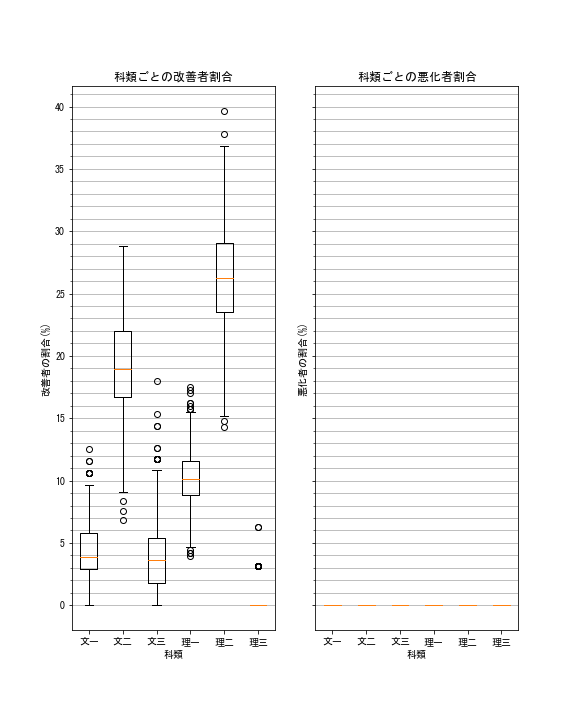 科類ごとの改善者割合
改善者の割合(%)
40
35
30
25
20
15
10
5
0
文一 文二 文三 理一 理二 理三
科類
科類ごとの悪化者割合
悪化者の割合(%)
文一 文二 文三 理一 理二 理三
科類